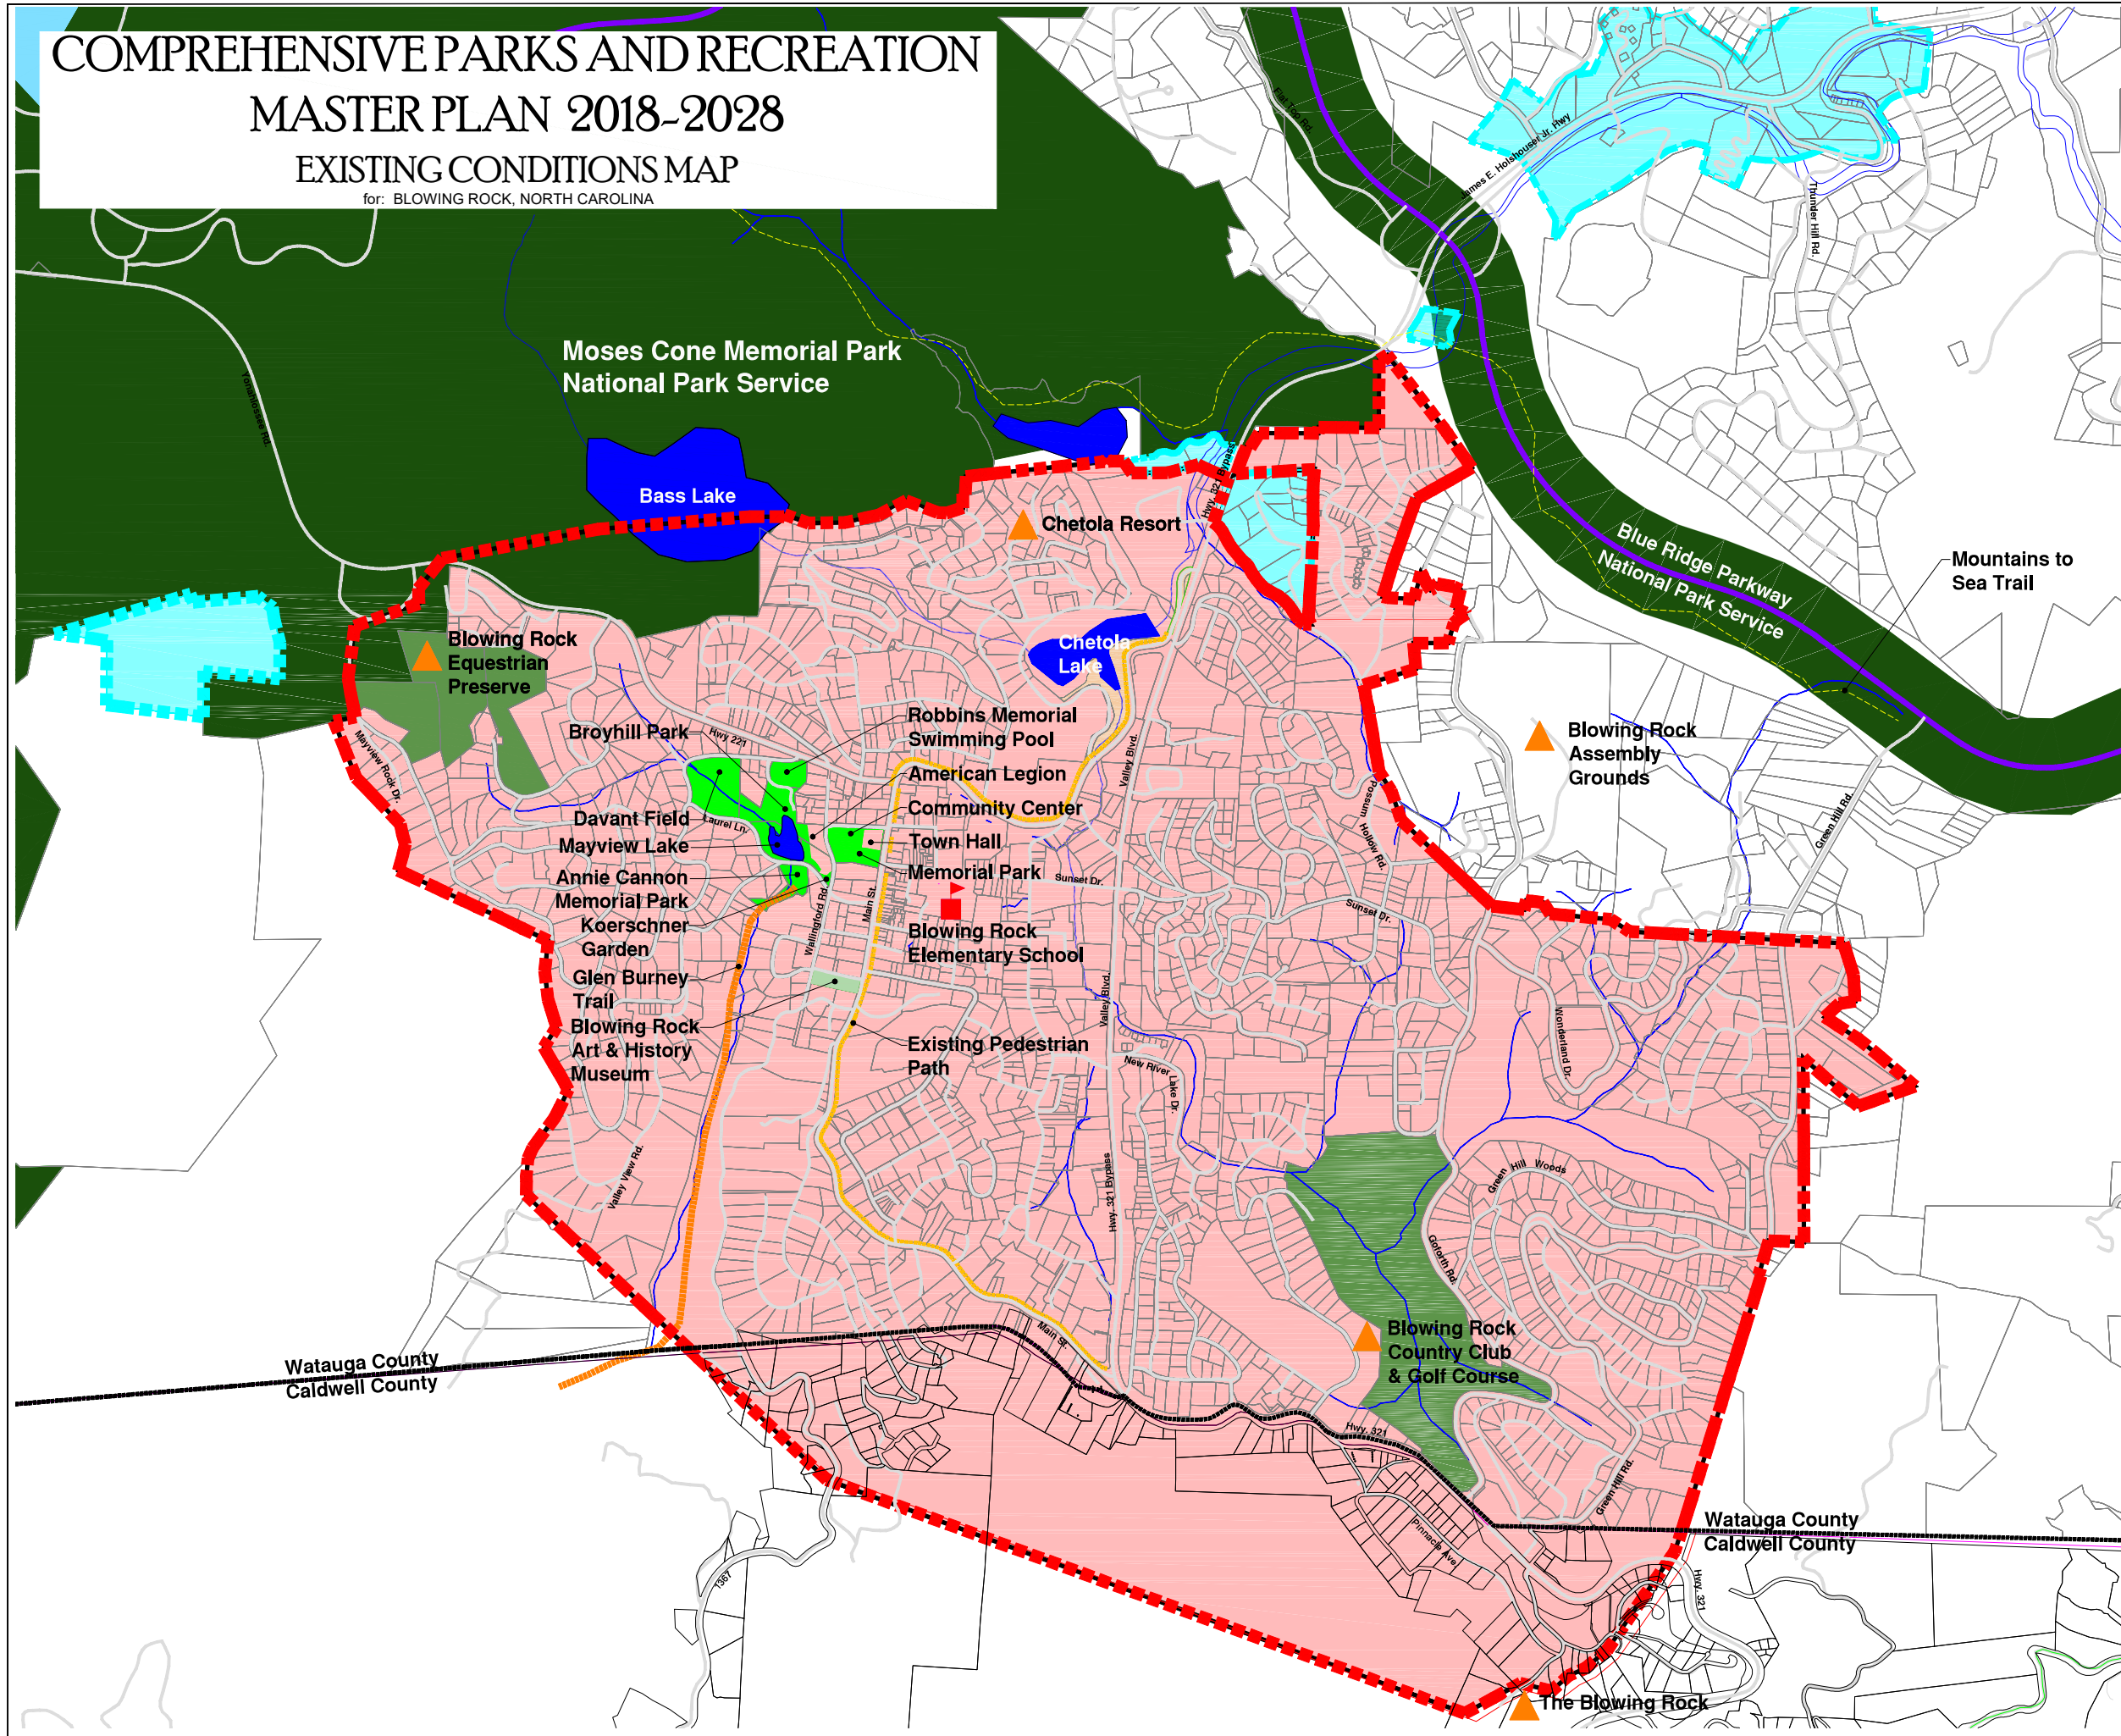 COMPREHENSIVE PARKS AND RECREATION
MASTER PLAN 2018-2028
EXISTING CONDITIONS MAP
for: BLOWING ROCK, NORTH CAROLINA
Flat Top Rd.
James E. Holshouser Jr. Hwy
Thunder Hill Rd.
Moses Cone Memorial Park
National Park Service
Yonahlossee Rd.
Bass Lake
Hwy. 321 Bypass
Chetola Resort
Blue Ridge Parkway
National Park Service
Mountains to
Sea Trail
Blowing Rock
Equestrian
Preserve
Chetola
Lake
Mayview Rock Dr.
Broyhill Park
Hwy 221
Robbins Memorial
Swimming Pool
American Legion
Community Center
Town Hall
Memorial Park
Valley Blvd.
Blowing Rock
Assembly
Grounds
Possum
Hollow Rd.
Green Hill Rd.
Davant Field
Laurel Ln.
Mayview Lake
Annie Cannon
Memorial Park
Koerschner
Garden
Glen Burney
Trail
Blowing Rock
Art & History
Museum
Wallingford Rd.
Main St.
Sunset Dr.
Sunset Dr.
Blowing Rock
Elementary School
Existing Pedestrian
Path
Valley Blvd.
New River
Lake Dr.
Wonderland Dr.
Valley View Rd.
Hwy. 321 Bypass
Green Hill Woods
Goforth Rd.
Main St.
Blowing Rock
Country Club
& Golf Course
Watauga County
Caldwell County
Hwy. 321
Green Hill Rd.
Pinnacle Ave.
Watauga County
Caldwell County
1367
Hwy. 321
The Blowing Rock